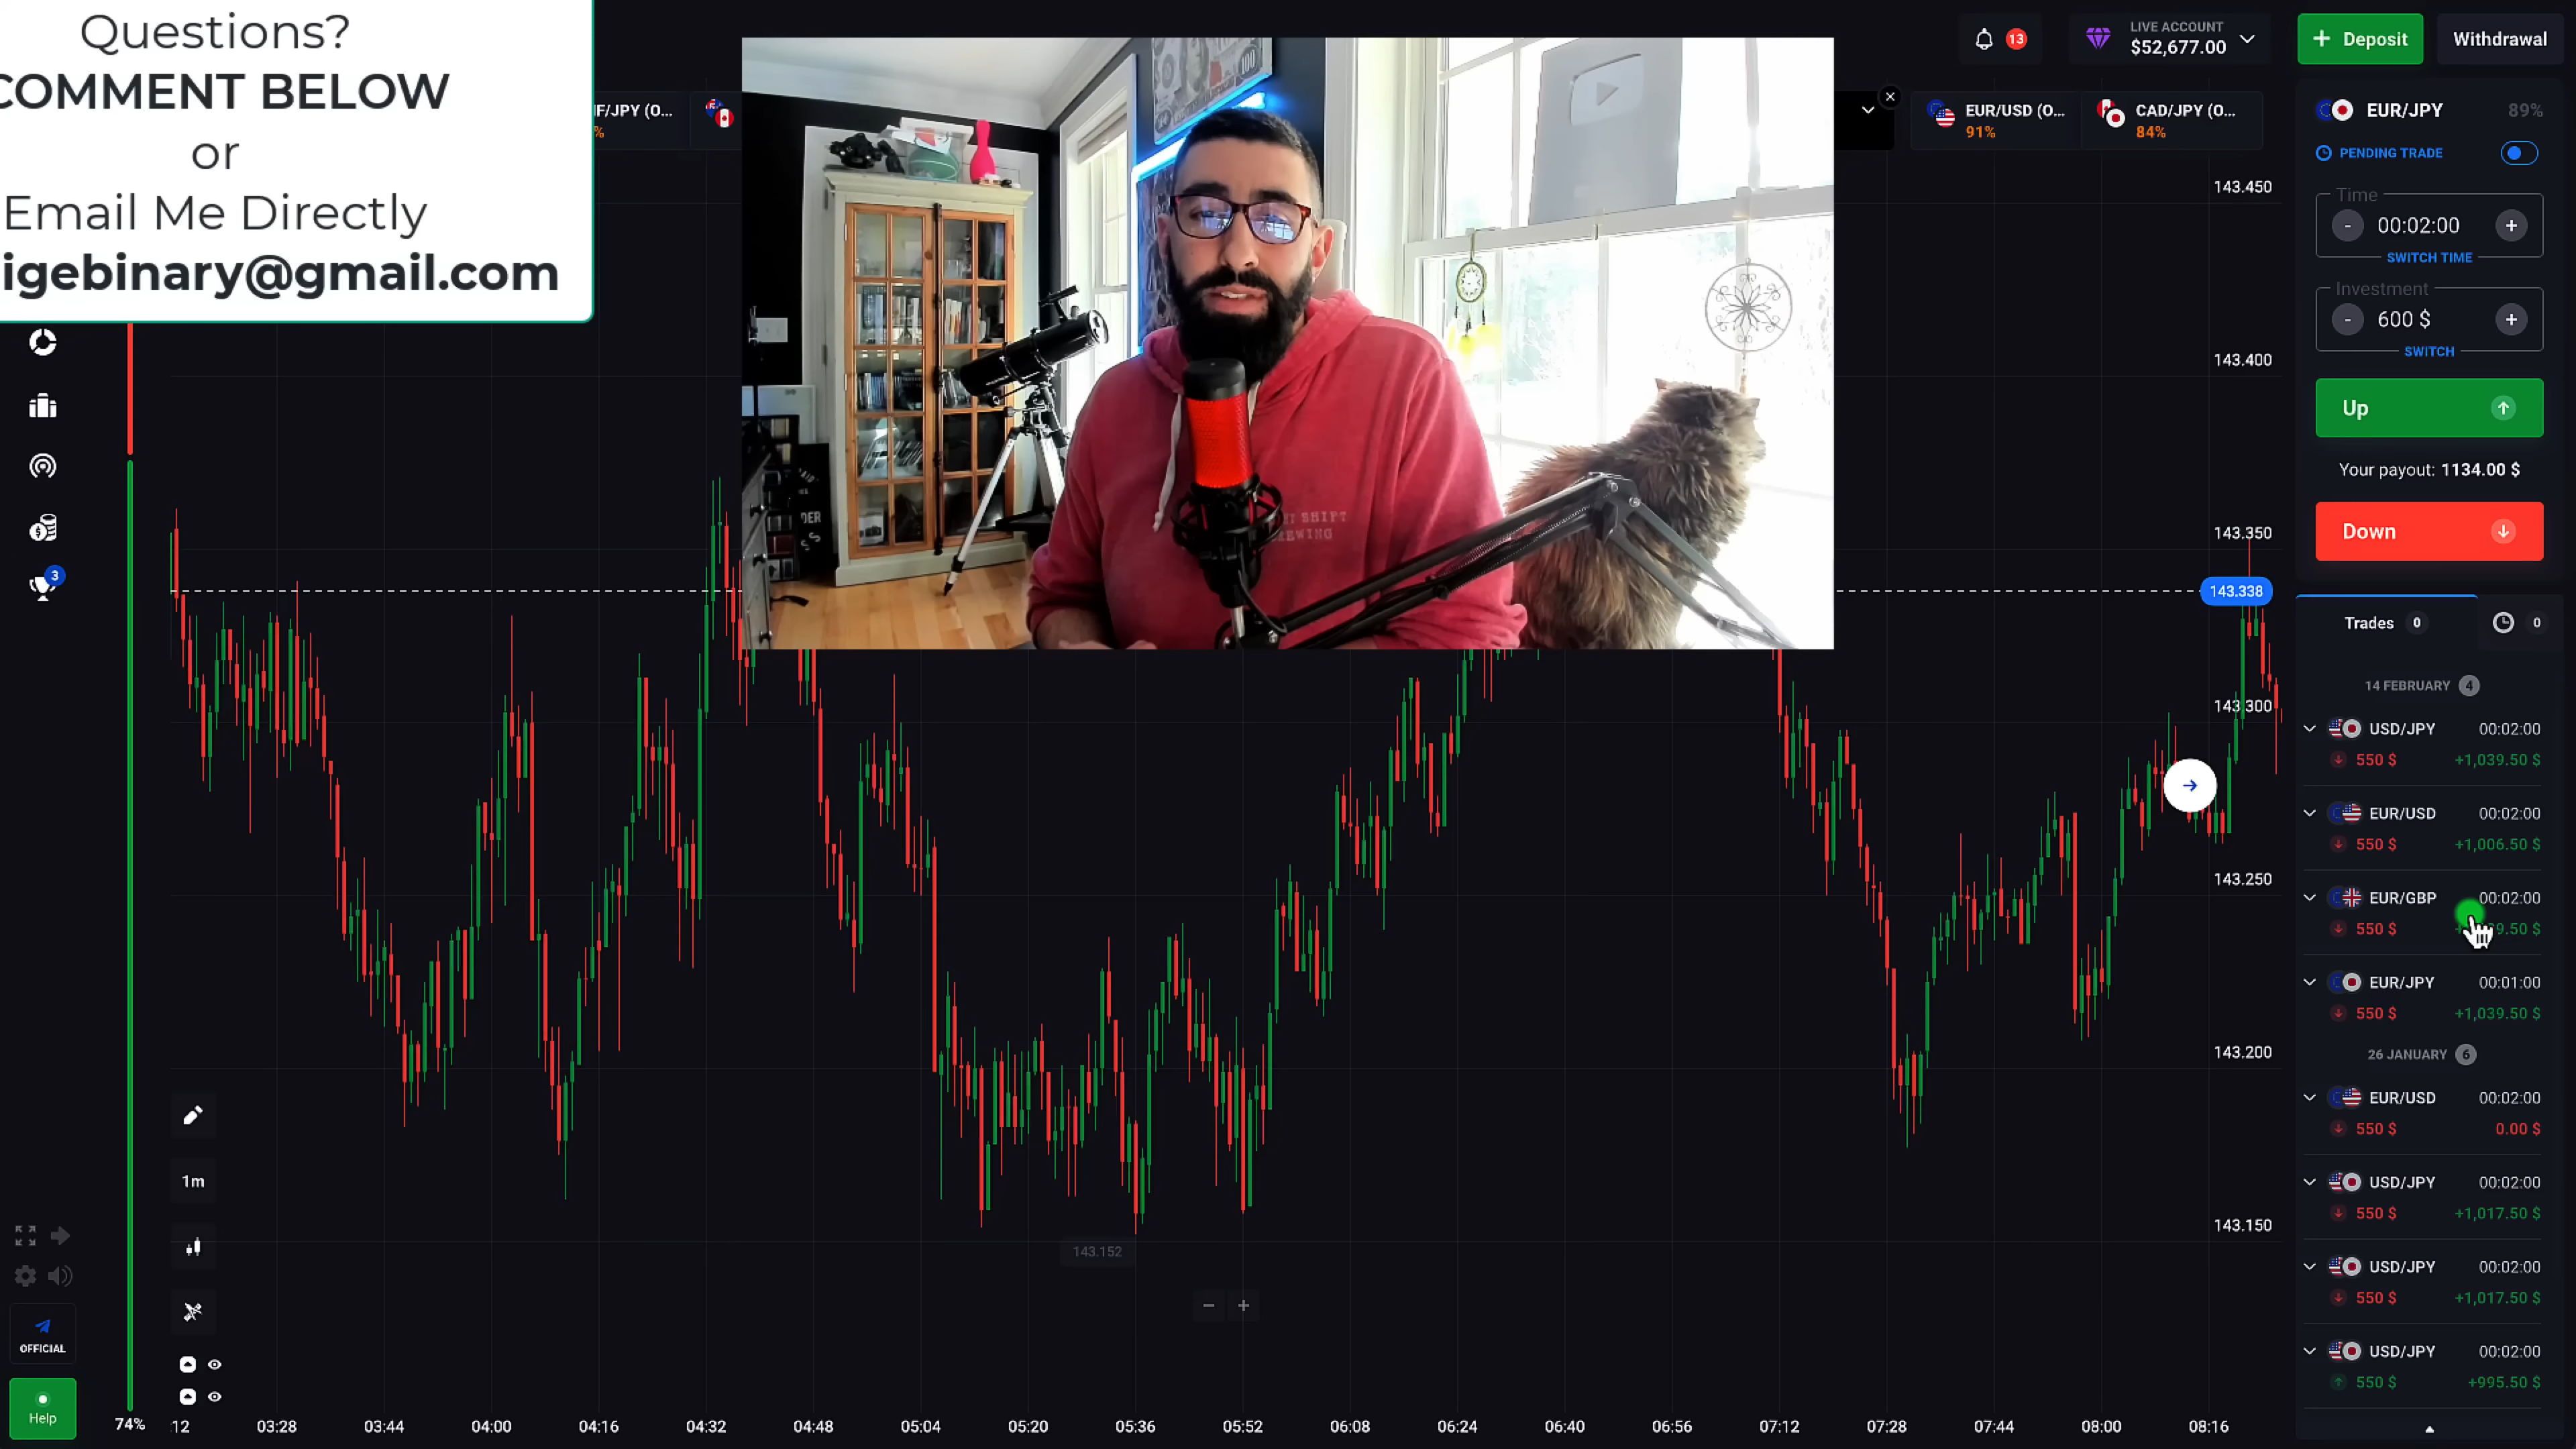 Questions?
COMMENT BELOW
or
Email Me Directly
igebinary@gmail.com
F/JPY (O...
%
100
13
LIVE ACCOUNT
$52,677.00
Deposit
Withdrawal
EUR/USD (O...
91%
CAD/JPY (O...
84%
EUR/JPY
89%
PENDING TRADE
Time
- 00:02:00 +
SWITCH TIME
Investment
- 600 $ +
SWITCH
Up
Your payout: 1134.00 $
Down
Trades 0
0
14 FEBRUARY 4
USD/JPY 00:02:00
550 $ +1,039.50 $
EUR/USD 00:02:00
550 $ +1,006.50 $
EUR/GBP 00:02:00
550 $ 9.50 $
EUR/JPY 00:01:00
550 $ +1,039.50 $
26 JANUARY 6
EUR/USD 00:02:00
550 $ 0.00 $
USD/JPY 00:02:00
550 $ +1,017.50 $
USD/JPY 00:02:00
550 $ +1,017.50 $
USD/JPY 00:02:00
550 $ +995.50 $
143.450
143.400
143.350
143.338
143.300
143.250
143.200
143.150
143.152
SHIFT
3
1m
OFFICIAL
Help
74%
:12 03:28 03:44 04:00 04:16 04:32 04:48 05:04 05:20 05:36 05:52 06:08 06:24 06:40 06:56 07:12 07:28 07:44 08:00 08:16